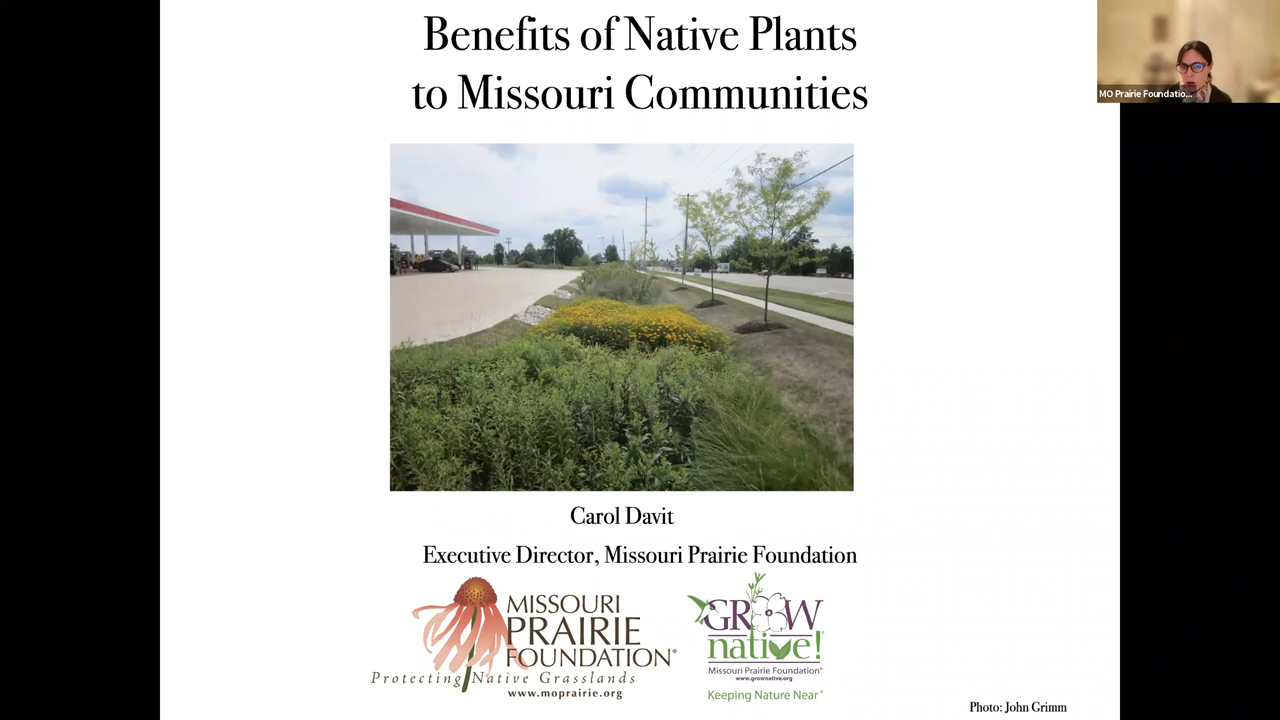 Benefits of Native Plants
to Missouri Communities
MO Prairie Foundatio...
Carol Davit
Executive Director, Missouri Prairie Foundation
MISSOURI
PRAIRIE
FOUNDATION®
Protecting Native Grasslands
www.moprairie.org
GROW
native!®
Missouri Prairie Foundation®
www.grownative.org
Keeping Nature Near®
Photo: John Grimm